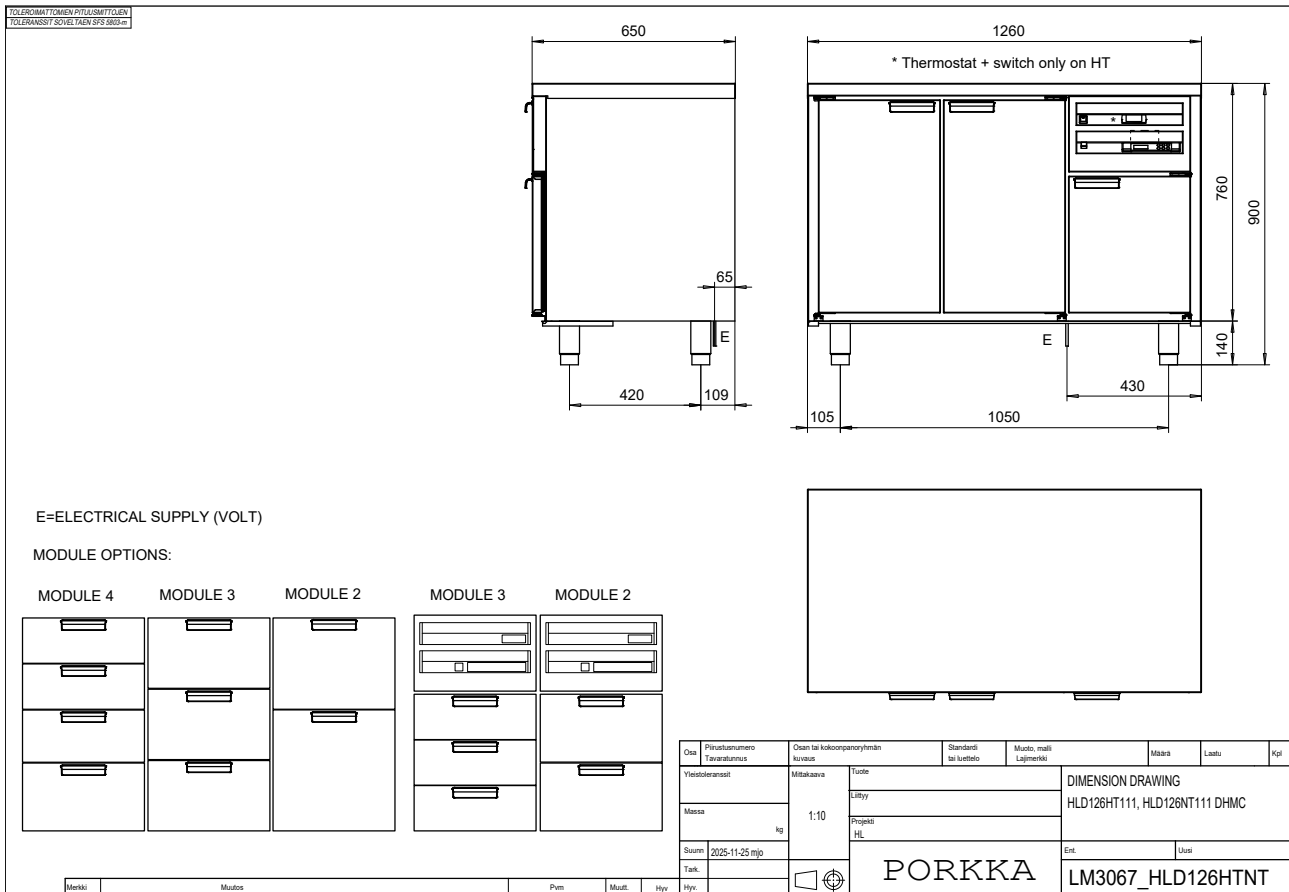 TOLEROIMATTOMIEN PITUUSMITTOJEN
TOLERANSSIT SOVELTAEN SFS 5803-m
650
1260
* Thermostat + switch only on HT
*
760
900
65
E
E
140
420
109
430
105
1050
E=ELECTRICAL SUPPLY (VOLT)
MODULE OPTIONS:
MODULE 4
MODULE 3
MODULE 2
MODULE 3
MODULE 2
Osa
Piirustusnumero
Tavaratunnus
Osan tai kokoonpanoryhmän
kuvaus
Standardi
tai luettelo
Muoto, malli
Lajimerkki
Määrä
Laatu
Kpl
Yleistoleranssit
Mittakaava
1:10
Tuote
Liittyy
Projekti
HL
DIMENSION DRAWING
HLD126HT111, HLD126NT111 DHMC
Massa
kg
Suunn
2025-11-25 mjo
Tark.
Hyv.
PORKKA
Ent.
Uusi
LM3067_HLD126HTNT
Merkki
Muutos
Pvm
Muutt.
Hyv